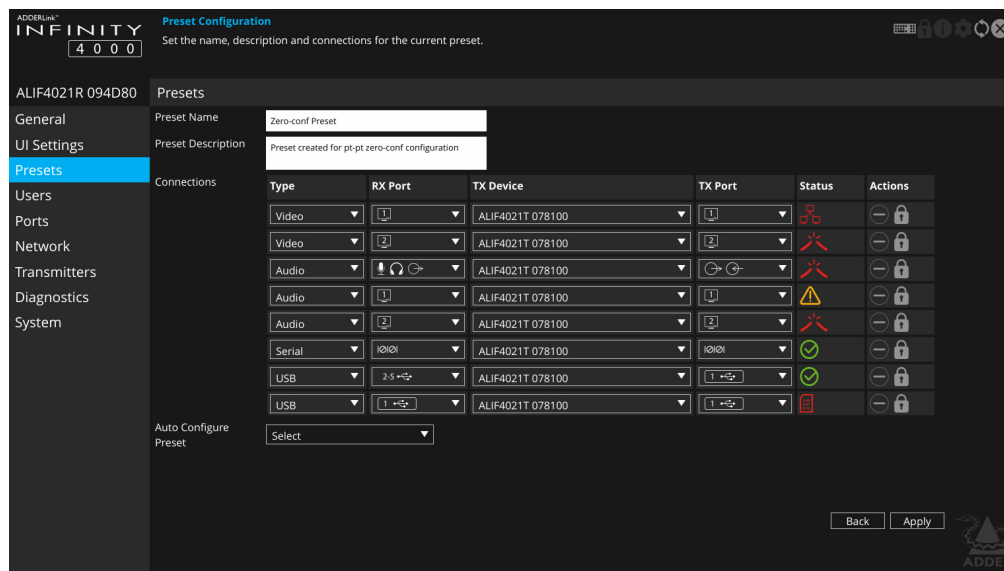 ADDERLink™
INFINITY
4000
Preset Configuration
Set the name, description and connections for the current preset.
ALIF4021R 094D80
Presets
General
UI Settings
Presets
Users
Ports
Network
Transmitters
Diagnostics
System
Preset Name
Zero-conf Preset
Preset Description
Preset created for pt-pt zero-conf configuration
Connections
Type RX Port TX Device TX Port Status Actions
Video 1 ALIF4021T 078100 1
Video 2 ALIF4021T 078100 2
Audio ALIF4021T 078100
Audio 1 ALIF4021T 078100 1
Audio 2 ALIF4021T 078100 2
Serial IOIOI ALIF4021T 078100 IOIOI
USB 2-5 ALIF4021T 078100 1
USB 1 ALIF4021T 078100 1
Auto Configure
Preset
Select
Back Apply
ADDE